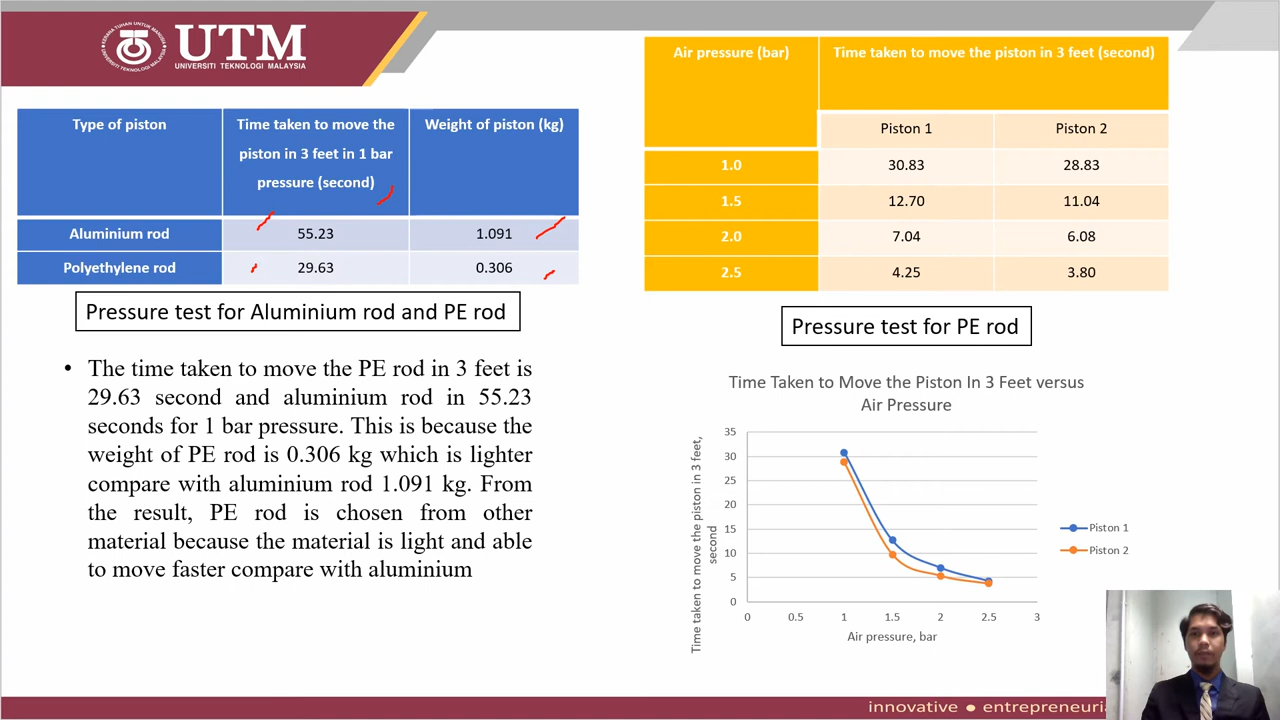 UTM
UNIVERSITI TEKNOLOGI MALAYSIA
Type of piston
Time taken to move the
piston in 3 feet in 1 bar
pressure (second)
Weight of piston (kg)
Aluminium rod 55.23 1.091
Polyethylene rod 29.63 0.306
Pressure test for Aluminium rod and PE rod
• The time taken to move the PE rod in 3 feet is
29.63 second and aluminium rod in 55.23
seconds for 1 bar pressure. This is because the
weight of PE rod is 0.306 kg which is lighter
compare with aluminium rod 1.091 kg. From
the result, PE rod is chosen from other
material because the material is light and able
to move faster compare with aluminium
Air pressure (bar) Time taken to move the piston in 3 feet (second)
Piston 1 Piston 2
1.0 30.83 28.83
1.5 12.70 11.04
2.0 7.04 6.08
2.5 4.25 3.80
Pressure test for PE rod
Time Taken to Move the Piston In 3 Feet versus
Air Pressure
Time taken to move the piston in 3 feet,
second
35
30
25
20
15
10
5
0
0 0.5 1 1.5 2 2.5 3
Air pressure, bar
Piston 1
Piston 2
innovative ● entrepreneuria